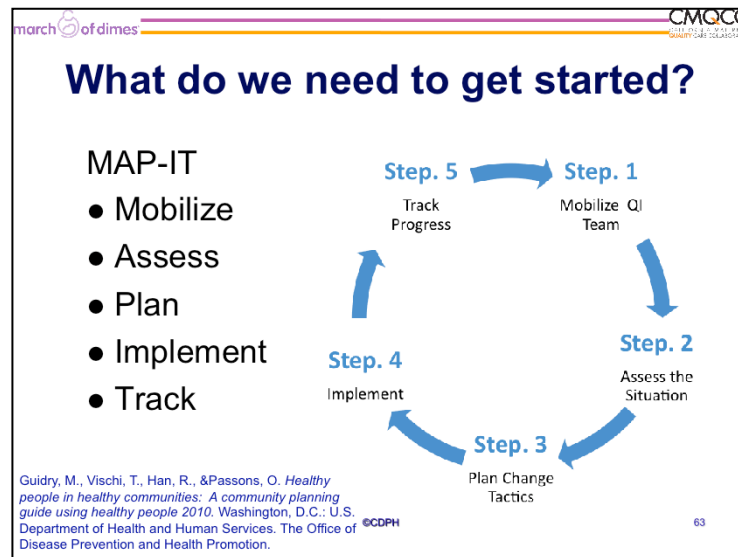 march of dimes
CMQCC
What do we need to get started?
MAP-IT
● Mobilize
● Assess
● Plan
● Implement
● Track
Step. 5
Track
Progress
Step. 1
Mobilize QI
Team
Step. 2
Assess the
Situation
Step. 3
Plan Change
Tactics
Step. 4
Implement
Guidry, M., Vischi, T., Han, R., &Passons, O. Healthy
people in healthy communities: A community planning
guide using healthy people 2010. Washington, D.C.: U.S.
Department of Health and Human Services. The Office of
Disease Prevention and Health Promotion.
©CDPH
63